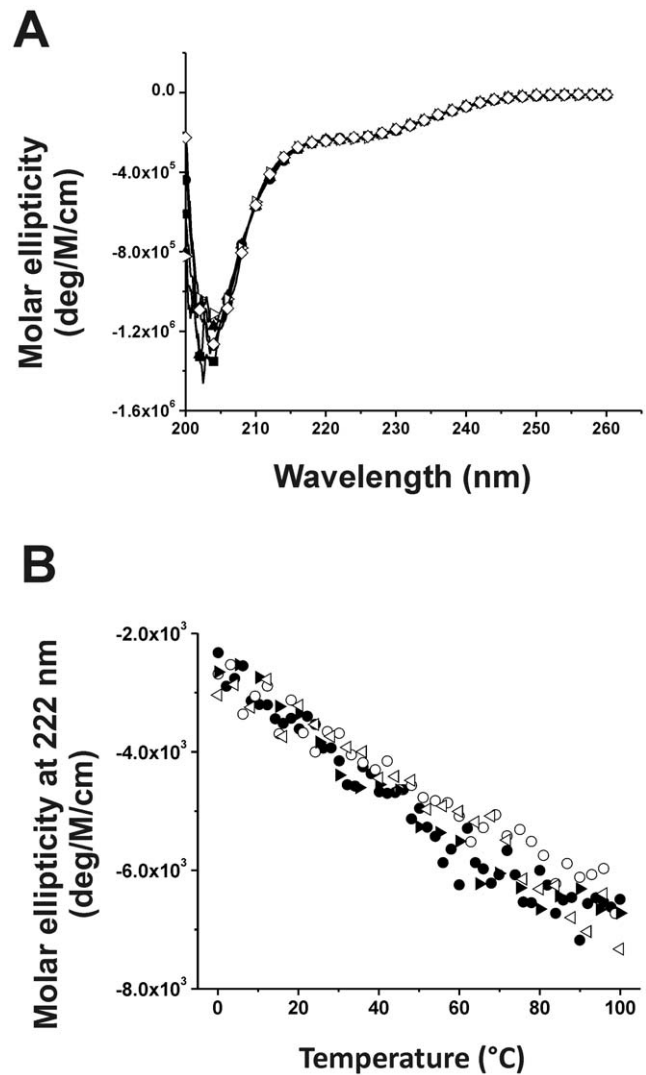 A
Molar ellipticity
(deg/M/cm)
0.0
-4.0x10⁵
-8.0x10⁵
-1.2x10⁶
-1.6x10⁶
200 210 220 230 240 250 260
Wavelength (nm)
B
Molar ellipticity at 222 nm
(deg/M/cm)
-2.0x10³
-4.0x10³
-6.0x10³
-8.0x10³
0 20 40 60 80 100
Temperature (°C)